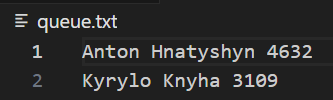 queue.txt
1 Anton Hnatyshyn 4632
2 Kyrylo Knyha 3109